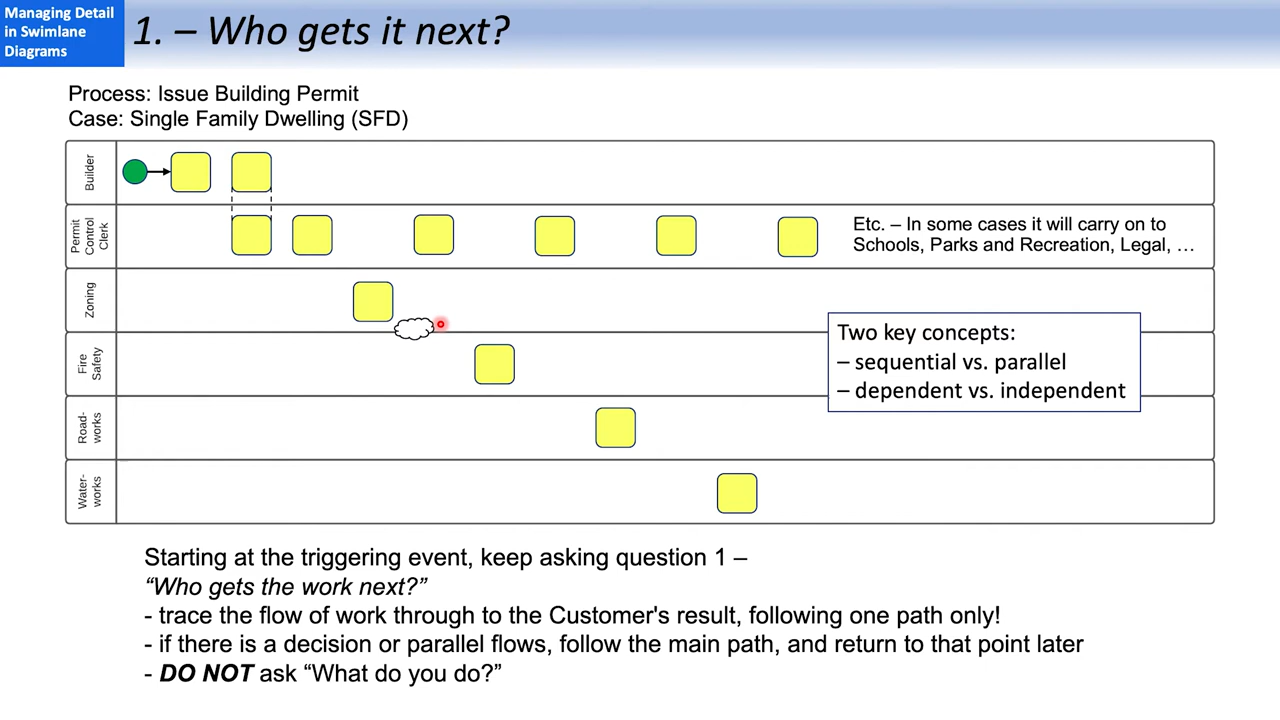 Managing Detail
in Swimlane
Diagrams
1. – Who gets it next?
Process: Issue Building Permit
Case: Single Family Dwelling (SFD)
Builder
Permit
Control
Clerk
Etc. – In some cases it will carry on to
Schools, Parks and Recreation, Legal, …
Zoning
Two key concepts:
– sequential vs. parallel
– dependent vs. independent
Fire
Safety
Road-
works
Water-
works
Starting at the triggering event, keep asking question 1 –
“Who gets the work next?”
- trace the flow of work through to the Customer's result, following one path only!
- if there is a decision or parallel flows, follow the main path, and return to that point later
- DO NOT ask “What do you do?”